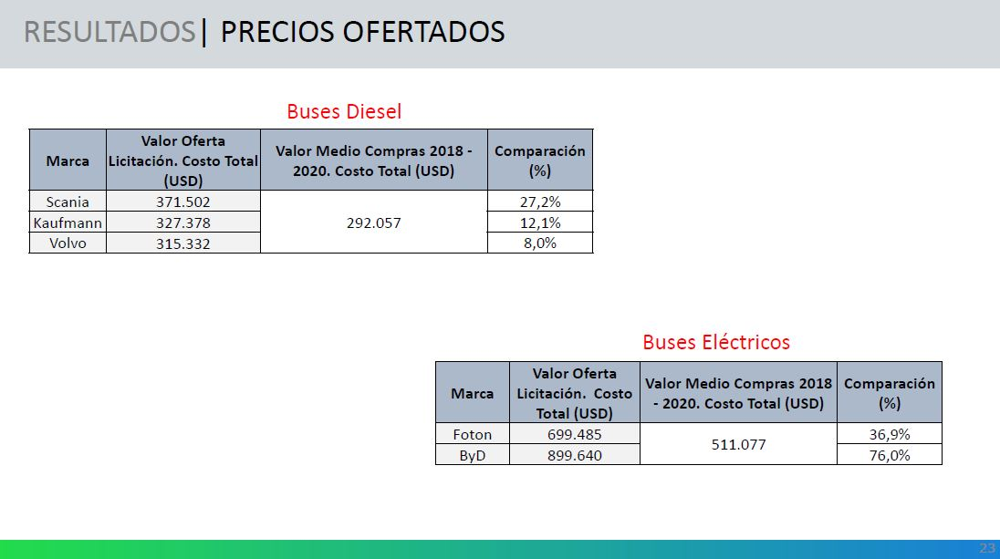 RESULTADOS| PRECIOS OFERTADOS
Buses Diesel
Marca
Valor Oferta
Licitación. Costo Total
(USD)
Valor Medio Compras 2018 -
2020. Costo Total (USD)
Comparación
(%)
Scania 371.502 27,2%
Kaufmann 327.378 292.057 12,1%
Volvo 315.332 8,0%
Buses Eléctricos
Marca
Valor Oferta
Licitación. Costo
Total (USD)
Valor Medio Compras 2018
- 2020. Costo Total (USD)
Comparación
(%)
Foton 699.485 511.077 36,9%
ByD 899.640 76,0%
23